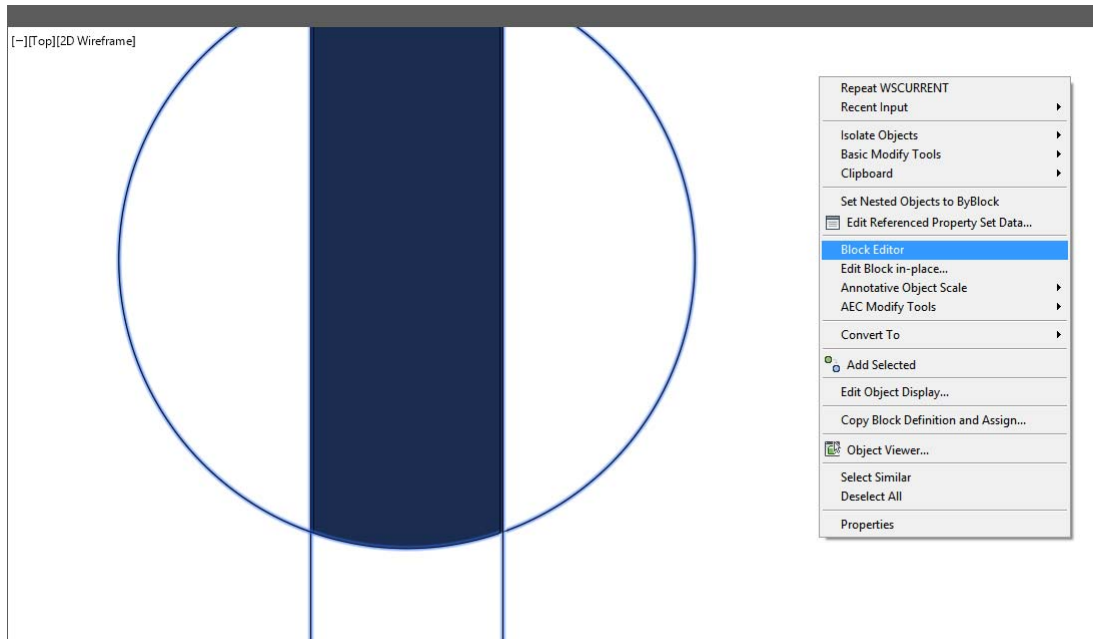 [−][Top][2D Wireframe]
Repeat WSCURRENT
Recent Input
Isolate Objects
Basic Modify Tools
Clipboard
Set Nested Objects to ByBlock
Edit Referenced Property Set Data...
Block Editor
Edit Block in-place...
Annotative Object Scale
AEC Modify Tools
Convert To
Add Selected
Edit Object Display...
Copy Block Definition and Assign...
Object Viewer...
Select Similar
Deselect All
Properties